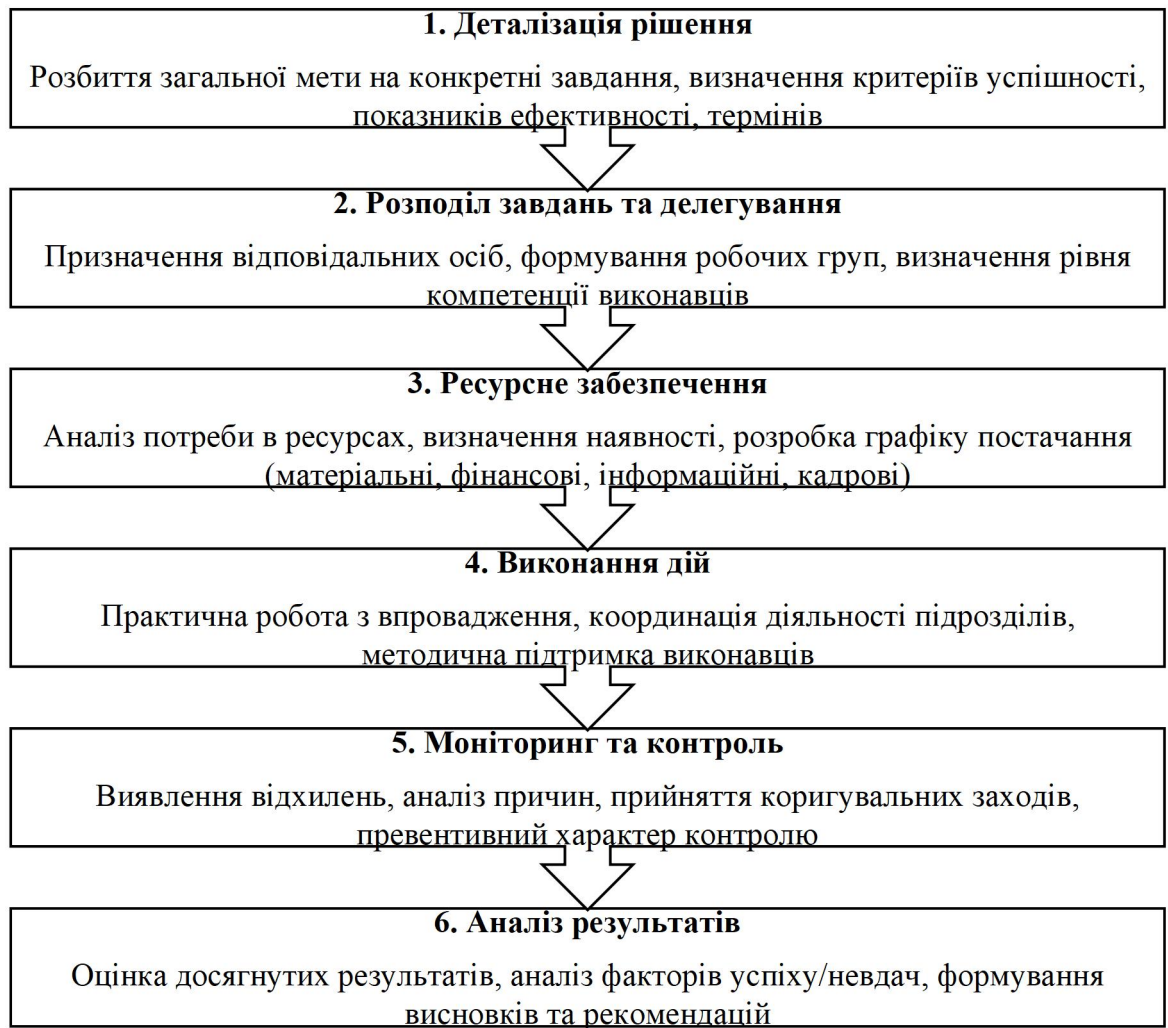 1. Деталізація рішення
Розбиття загальної мети на конкретні завдання, визначення критеріїв успішності,
показників ефективності, термінів
2. Розподіл завдань та делегування
Призначення відповідальних осіб, формування робочих груп, визначення рівня
компетенції виконавців
3. Ресурсне забезпечення
Аналіз потреби в ресурсах, визначення наявності, розробка графіку постачання
(матеріальні, фінансові, інформаційні, кадрові)
4. Виконання дій
Практична робота з впровадження, координація діяльності підрозділів,
методична підтримка виконавців
5. Моніторинг та контроль
Виявлення відхилень, аналіз причин, прийняття коригувальних заходів,
превентивний характер контролю
6. Аналіз результатів
Оцінка досягнутих результатів, аналіз факторів успіху/невдач, формування
висновків та рекомендацій